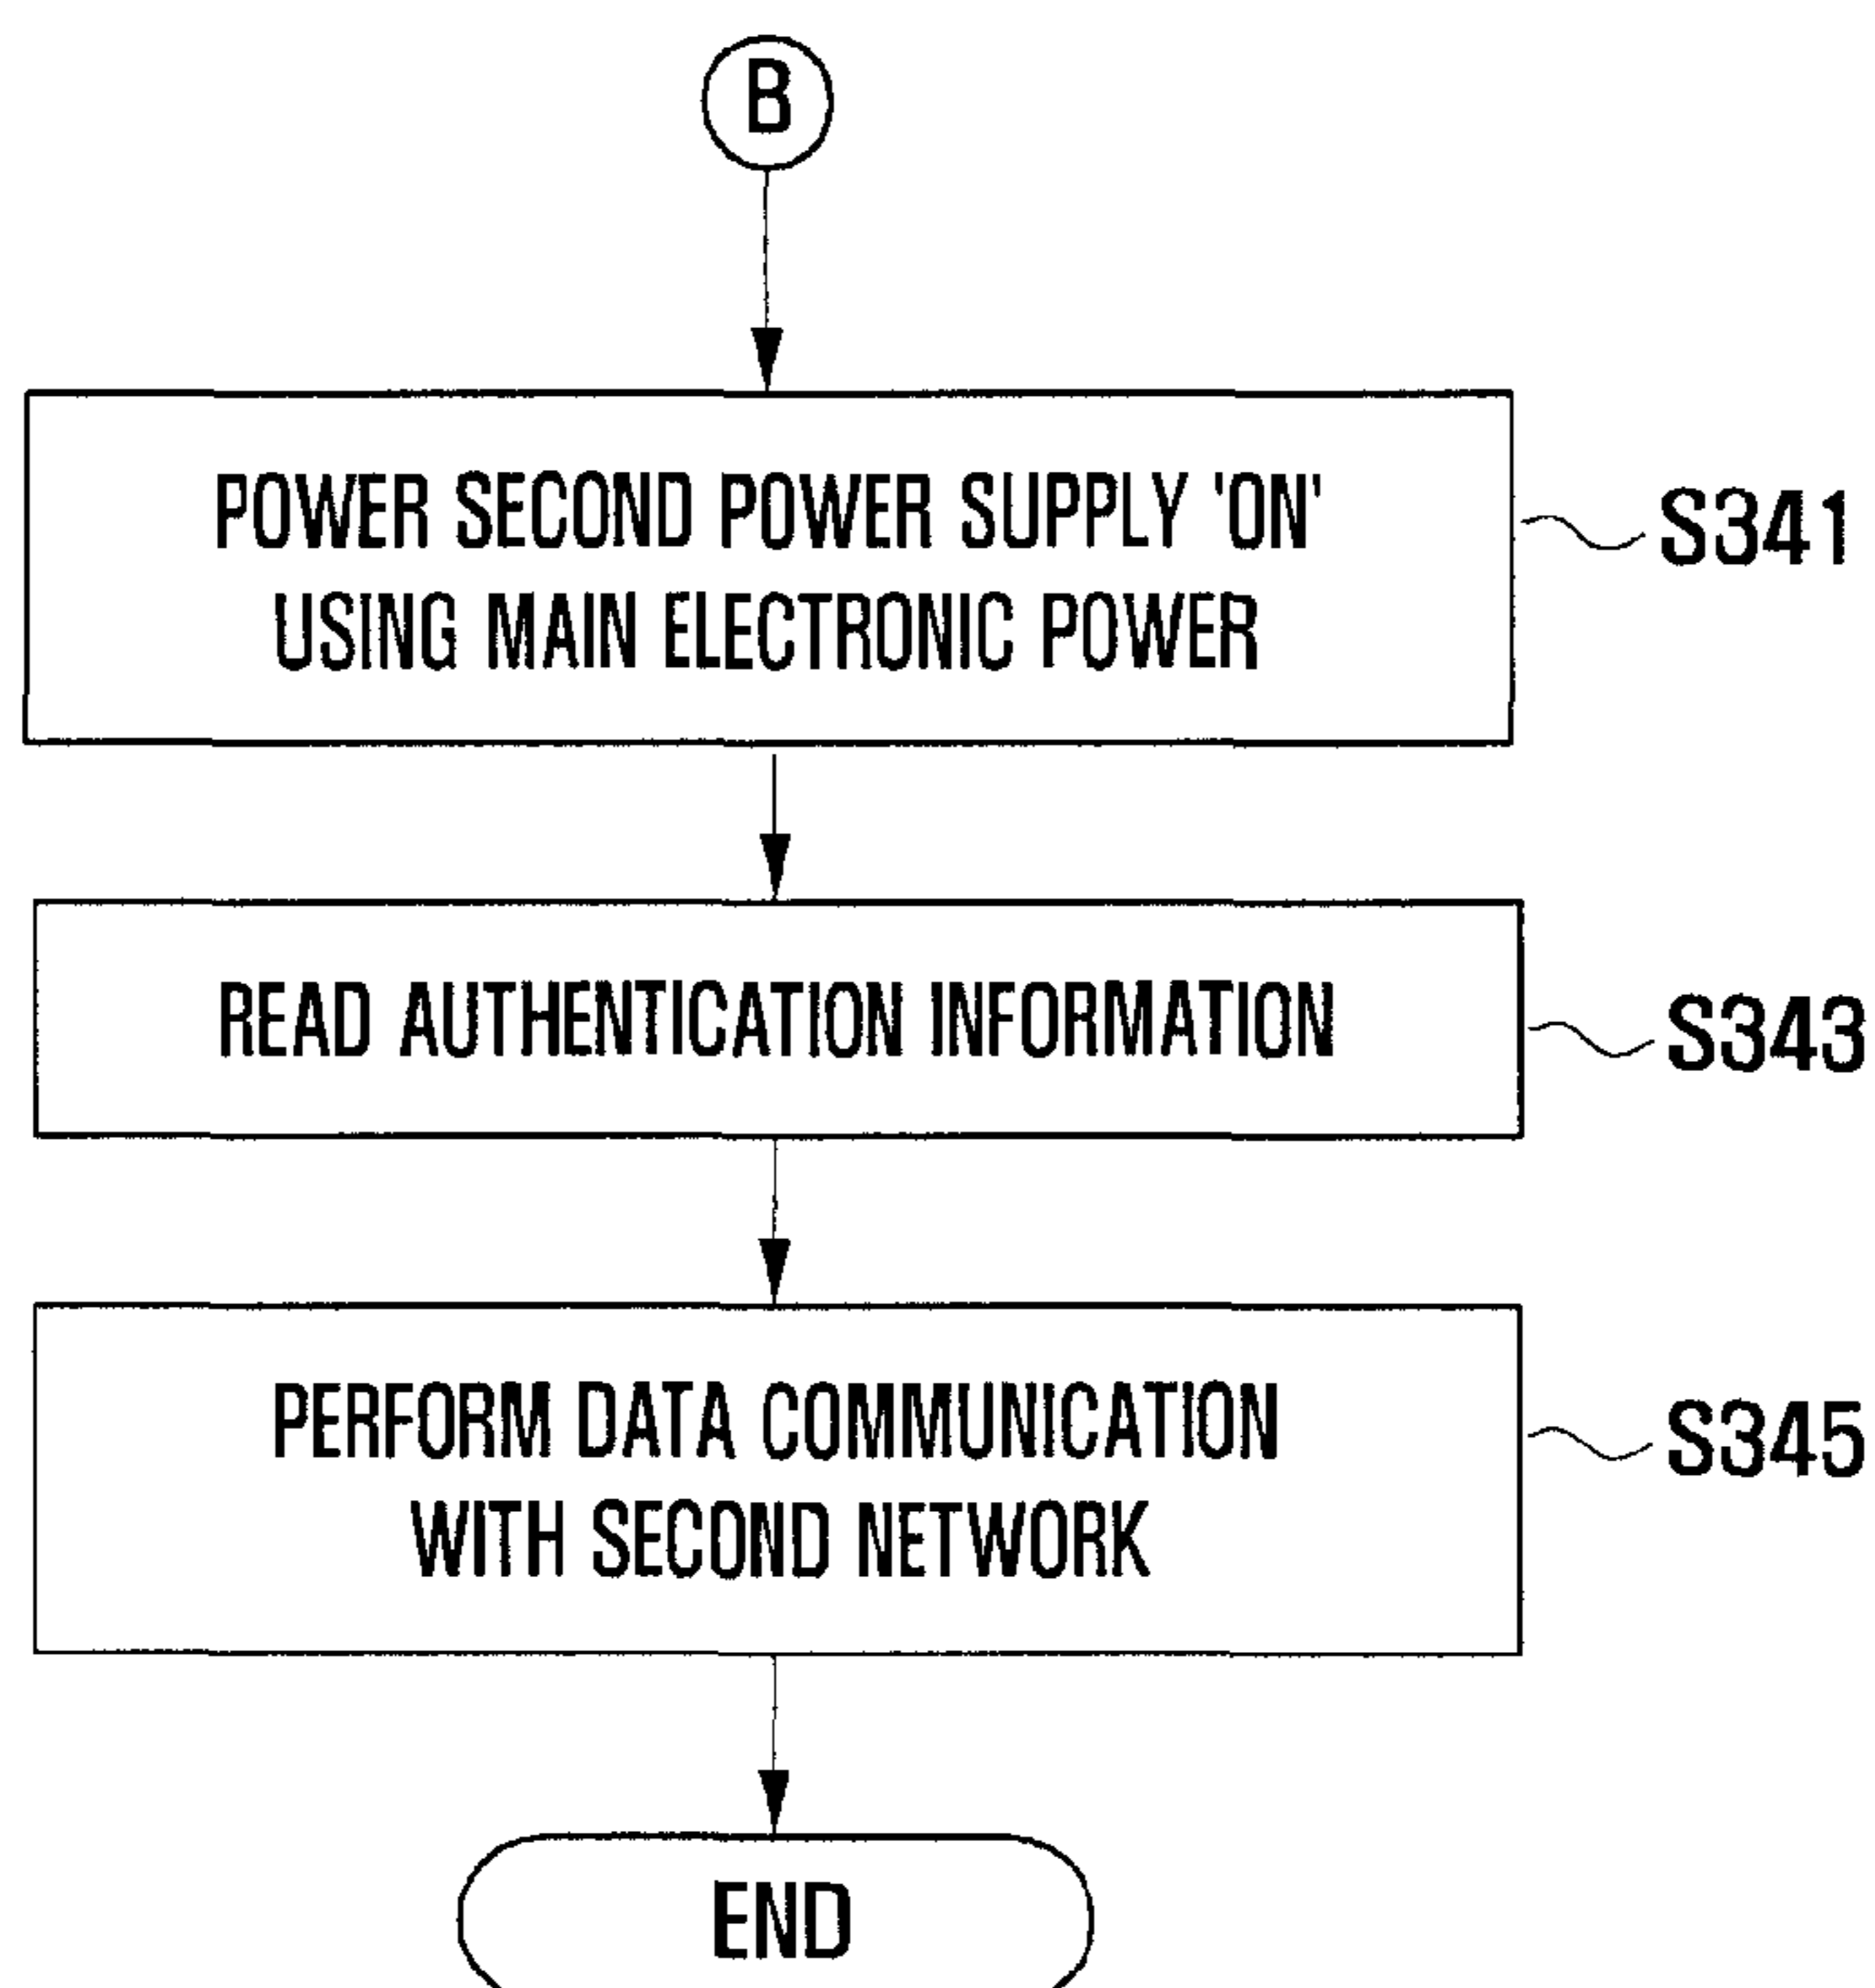 B
POWER SECOND POWER SUPPLY 'ON'
USING MAIN ELECTRONIC POWER
S341
READ AUTHENTICATION INFORMATION
S343
PERFORM DATA COMMUNICATION
WITH SECOND NETWORK
S345
END